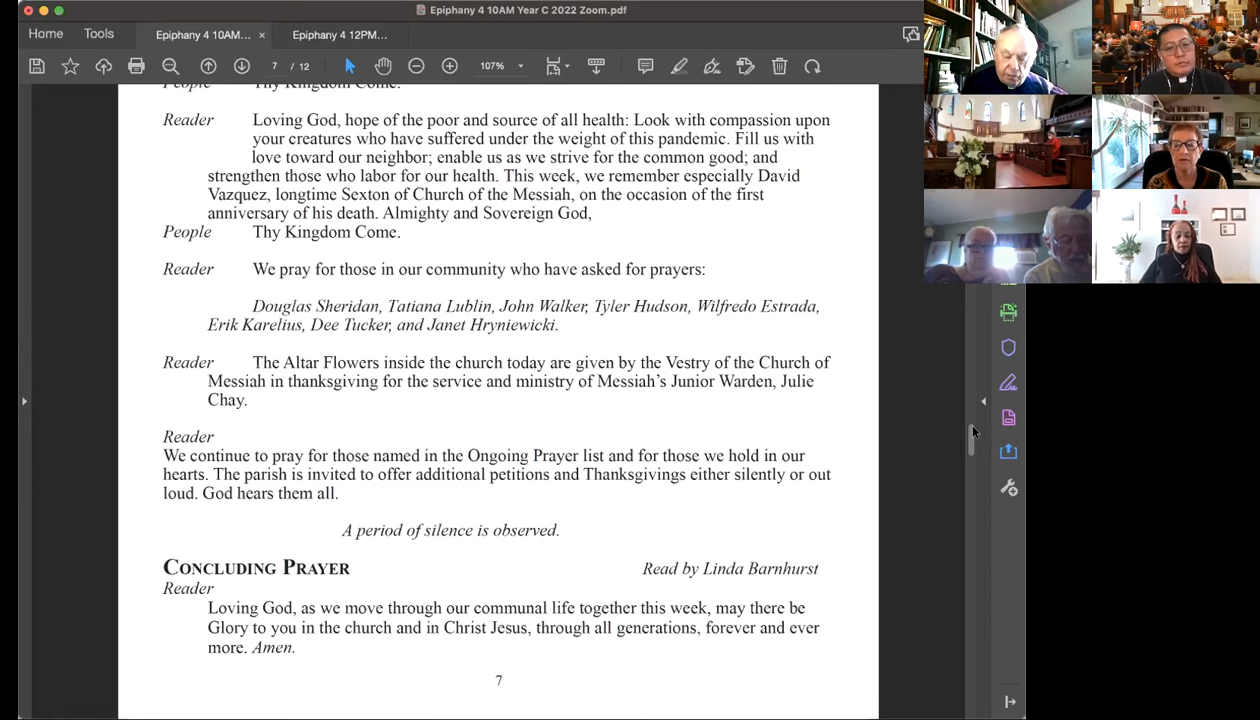 Epiphany 4 10AM Year C 2022 Zoom.pdf
Home Tools Epiphany 4 10AM... × Epiphany 4 12PM...
7 / 12 107%
People Thy Kingdom Come.
Reader Loving God, hope of the poor and source of all health: Look with compassion upon
your creatures who have suffered under the weight of this pandemic. Fill us with
love toward our neighbor; enable us as we strive for the common good; and
strengthen those who labor for our health. This week, we remember especially David
Vazquez, longtime Sexton of Church of the Messiah, on the occasion of the first
anniversary of his death. Almighty and Sovereign God,
People Thy Kingdom Come.
Reader We pray for those in our community who have asked for prayers:
Douglas Sheridan, Tatiana Lublin, John Walker, Tyler Hudson, Wilfredo Estrada,
Erik Karelius, Dee Tucker, and Janet Hryniewicki.
Reader The Altar Flowers inside the church today are given by the Vestry of the Church of
Messiah in thanksgiving for the service and ministry of Messiah's Junior Warden, Julie
Chay.
Reader
We continue to pray for those named in the Ongoing Prayer list and for those we hold in our
hearts. The parish is invited to offer additional petitions and Thanksgivings either silently or out
loud. God hears them all.
A period of silence is observed.
CONCLUDING PRAYER Read by Linda Barnhurst
Reader
Loving God, as we move through our communal life together this week, may there be
Glory to you in the church and in Christ Jesus, through all generations, forever and ever
more. Amen.
7